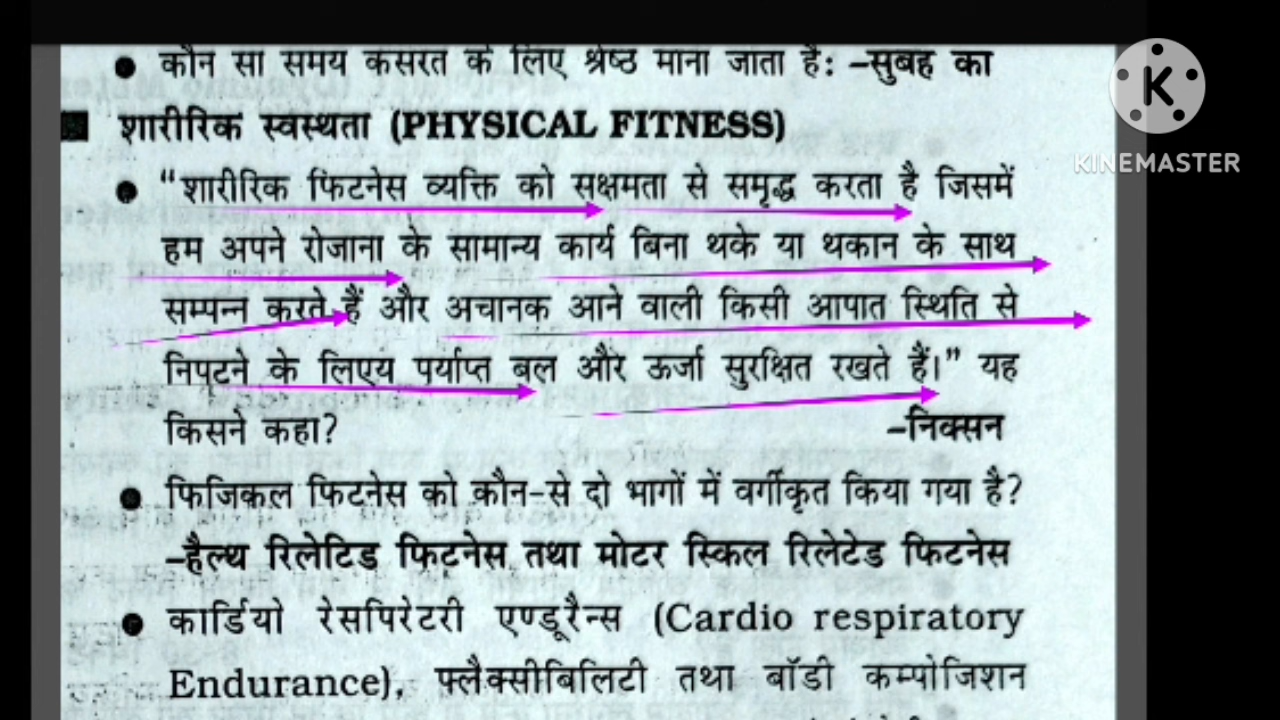 • कौन सा समय कसरत के लिए श्रेष्ठ माना जाता है: –सुबह का
■ शारीरिक स्वस्थता (PHYSICAL FITNESS)
• “शारीरिक फिटनेस व्यक्ति को सक्षमता से समृद्ध करता है जिसमें
हम अपने रोजाना के सामान्य कार्य बिना थके या थकान के साथ
सम्पन्न करते हैं और अचानक आने वाली किसी आपात स्थिति से
निपटने के लिएय पर्याप्त बल और ऊर्जा सुरक्षित रखते हैं।” यह
किसने कहा? –निक्सन
• फिजिकल फिटनेस को कौन-से दो भागों में वर्गीकृत किया गया है?
–हैल्थ रिलेटिड फिटनेस तथा मोटर स्किल रिलेटेड फिटनेस
• कार्डियो रेसपिरेटरी एण्डूरैन्स (Cardio respiratory
Endurance), फ्लैक्सीबिलिटी तथा बॉडी कम्पोजिशन
K
KINEMASTER